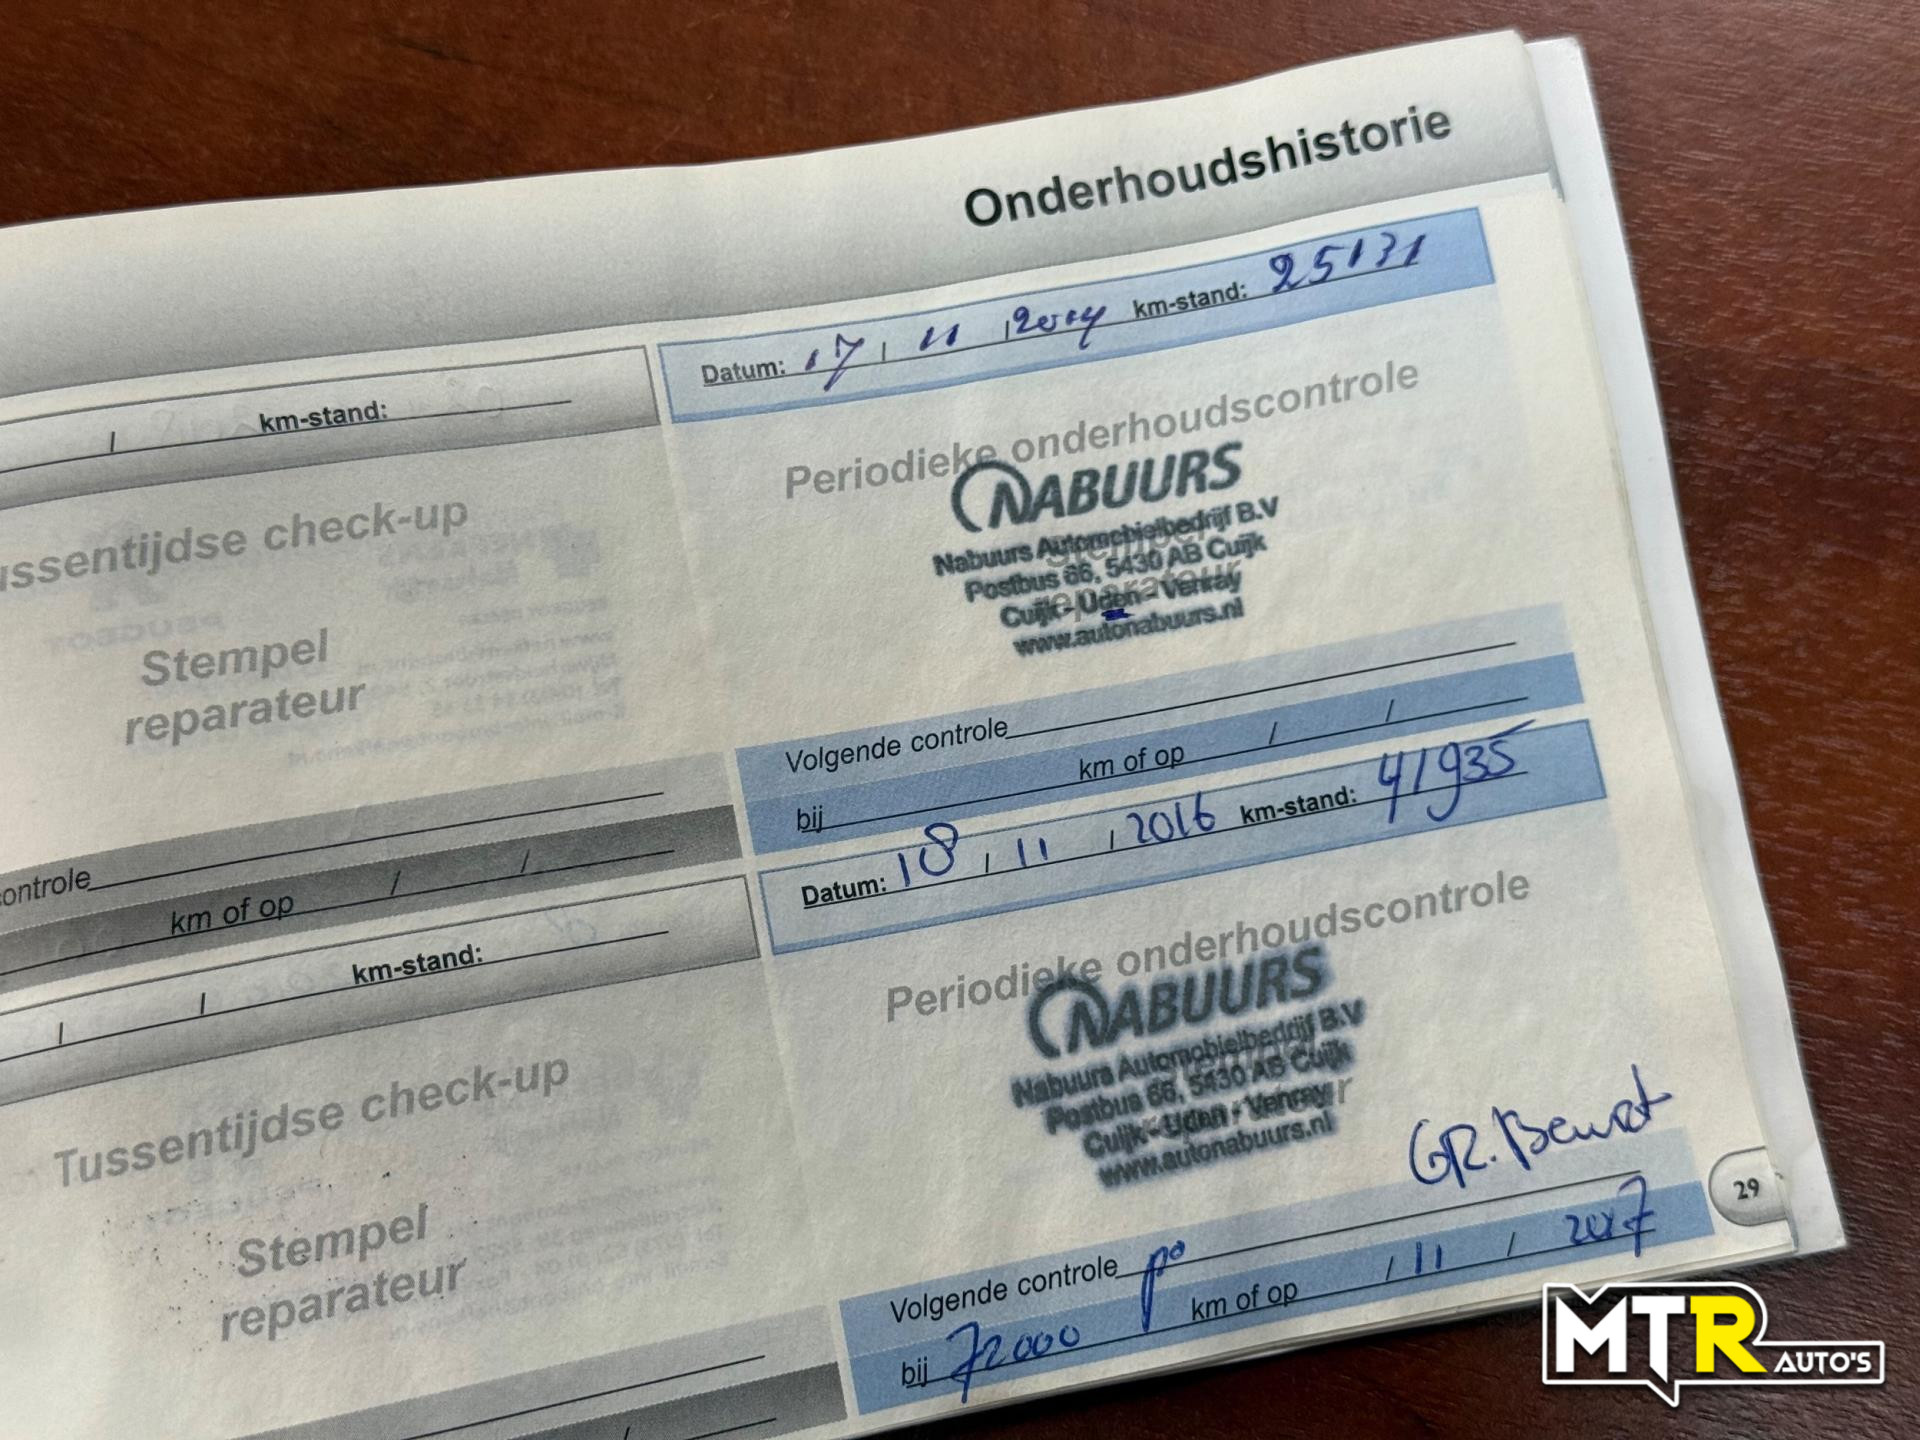 Onderhoudshistorie
km-stand:
Tussentijdse check-up
Stempel
reparateur
controle
km of op
km-stand:
Tussentijdse check-up
Stempel
reparateur
Datum: 17 / 11 / 2014 km-stand: 25131
Periodieke onderhoudscontrole
NABUURS
Nabuurs Automobielbedrijf B.V
Postbus 66, 5430 AB Cuijk
Cuijk - Uden - Venray
www.autonabuurs.nl
Volgende controle
bij km of op / /
Datum: 18 / 11 / 2016 km-stand: 41935
Periodieke onderhoudscontrole
NABUURS
Nabuurs Automobielbedrijf B.V
Postbus 66, 5430 AB Cuijk
Cuijk - Uden - Venray
www.autonabuurs.nl
Volgende controle po
bij 72000 km of op / 11 / 2017
29
MTR AUTO'S